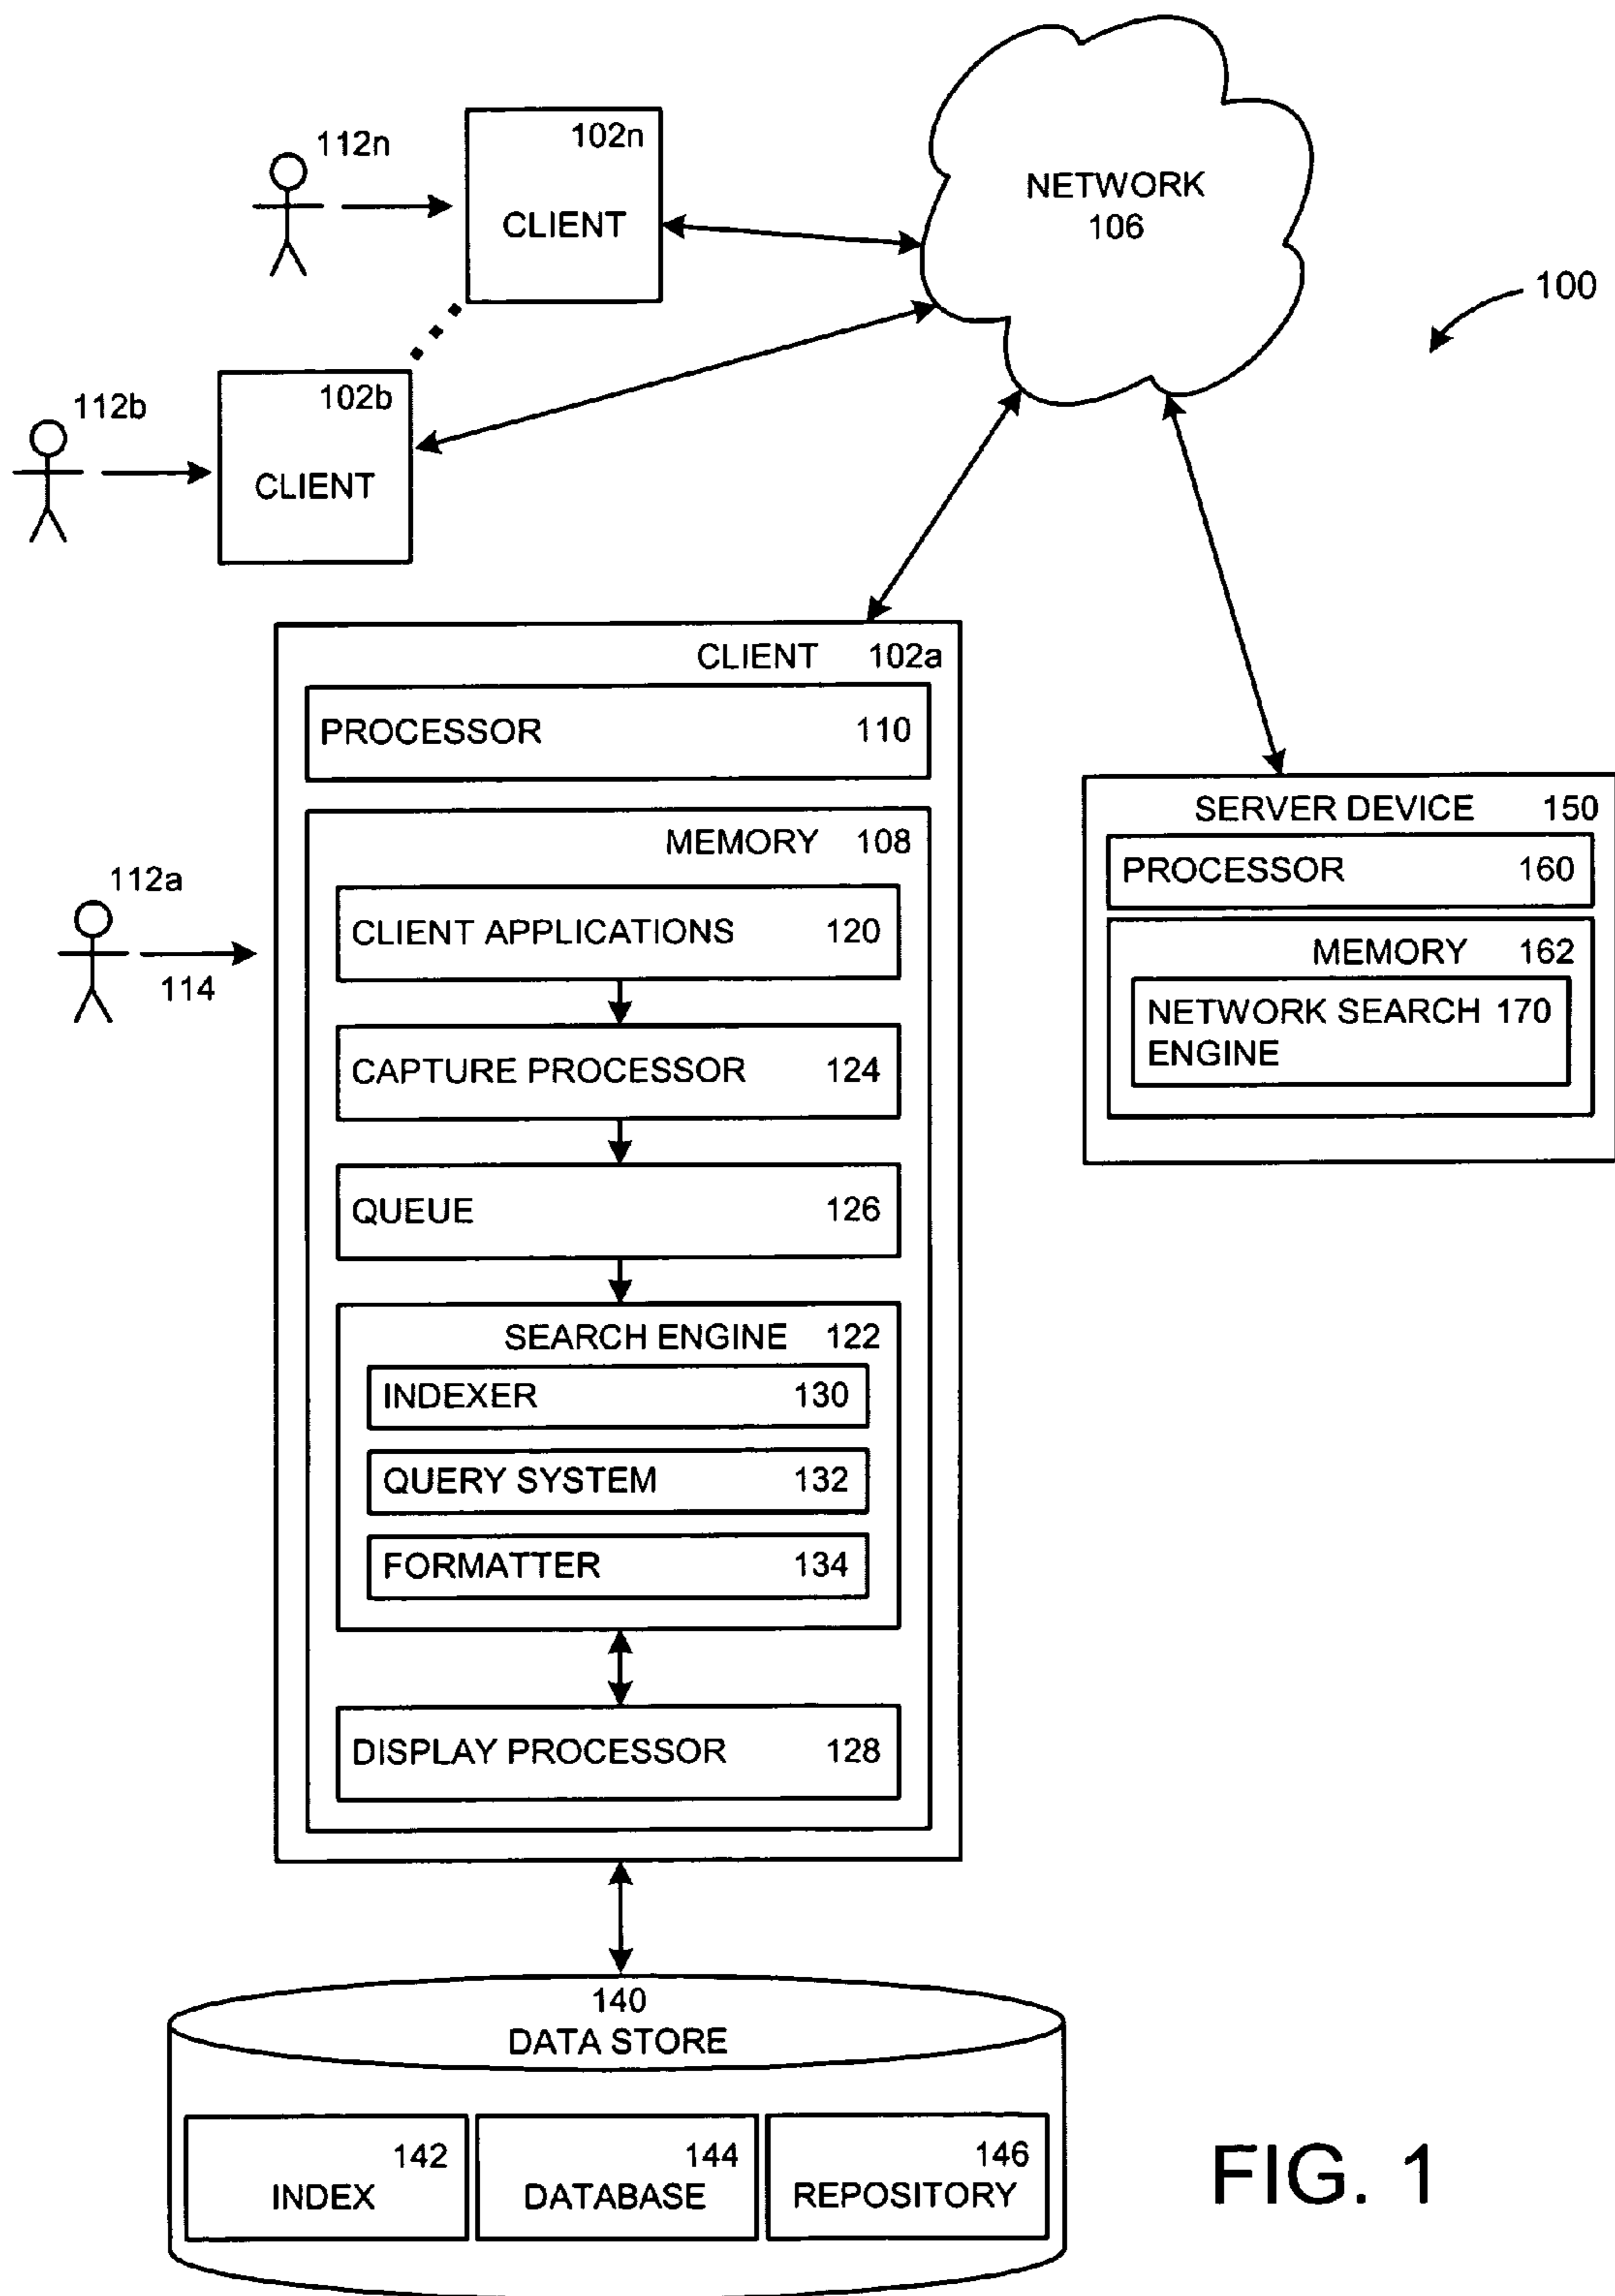 112n
102n
CLIENT
NETWORK
106
100
112b
102b
CLIENT
CLIENT 102a
PROCESSOR 110
MEMORY 108
112a
114
CLIENT APPLICATIONS 120
CAPTURE PROCESSOR 124
QUEUE 126
SEARCH ENGINE 122
INDEXER 130
QUERY SYSTEM 132
FORMATTER 134
DISPLAY PROCESSOR 128
SERVER DEVICE 150
PROCESSOR 160
MEMORY 162
NETWORK SEARCH 170
ENGINE
140
DATA STORE
142
INDEX
144
DATABASE
146
REPOSITORY
FIG. 1